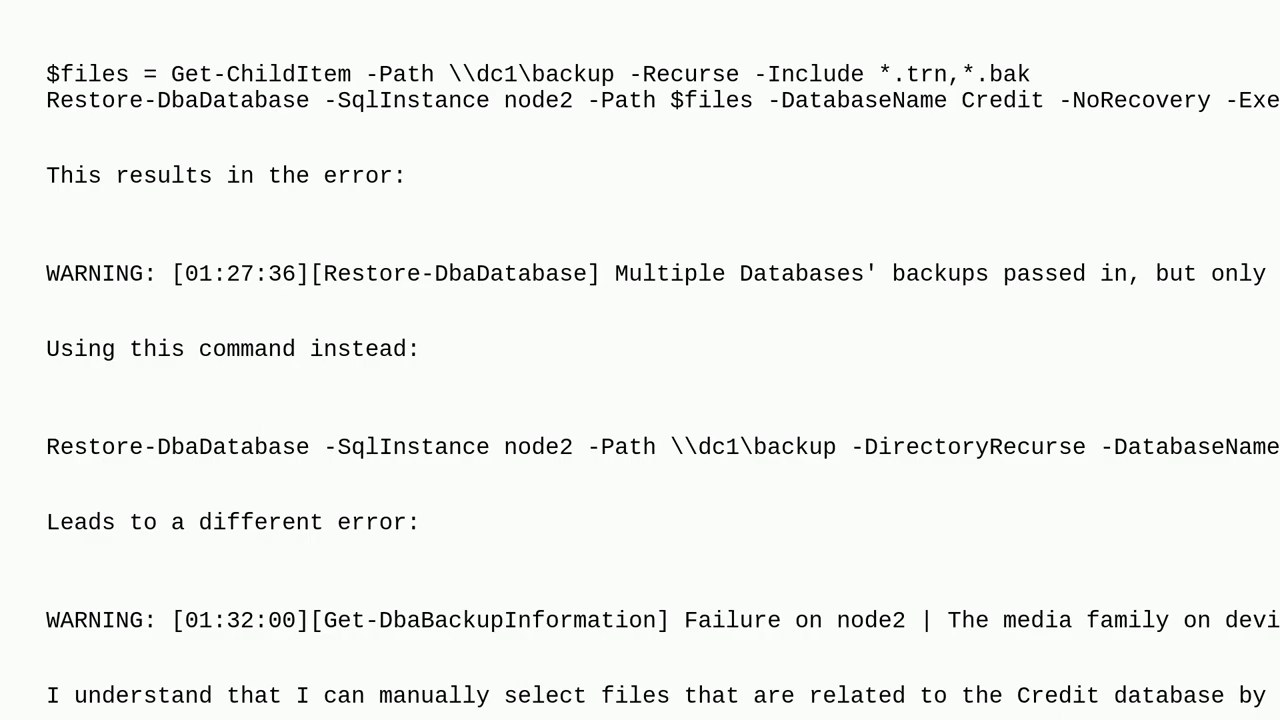 $files = Get-ChildItem -Path \\dc1\backup -Recurse -Include *.trn,*.bak
Restore-DbaDatabase -SqlInstance node2 -Path $files -DatabaseName Credit -NoRecovery -Exe
This results in the error:
WARNING: [01:27:36][Restore-DbaDatabase] Multiple Databases' backups passed in, but only
Using this command instead:
Restore-DbaDatabase -SqlInstance node2 -Path \\dc1\backup -DirectoryRecurse -DatabaseName
Leads to a different error:
WARNING: [01:32:00][Get-DbaBackupInformation] Failure on node2 | The media family on devi
I understand that I can manually select files that are related to the Credit database by